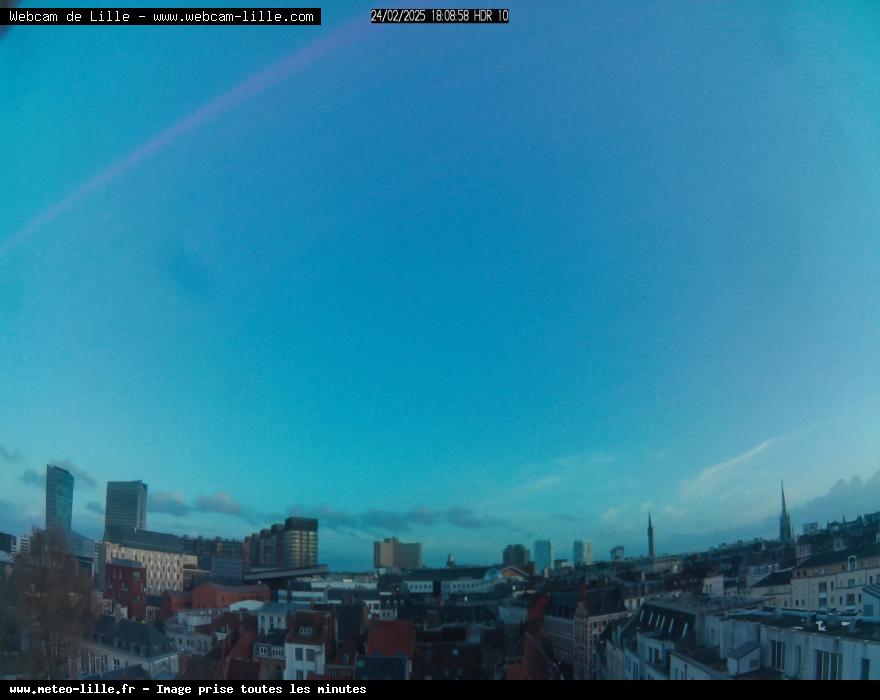 Webcam de Lille - www.webcam-lille.com
24/02/2025 18:08:58 HDR 10
www.meteo-lille.fr - Image prise toutes les minutes